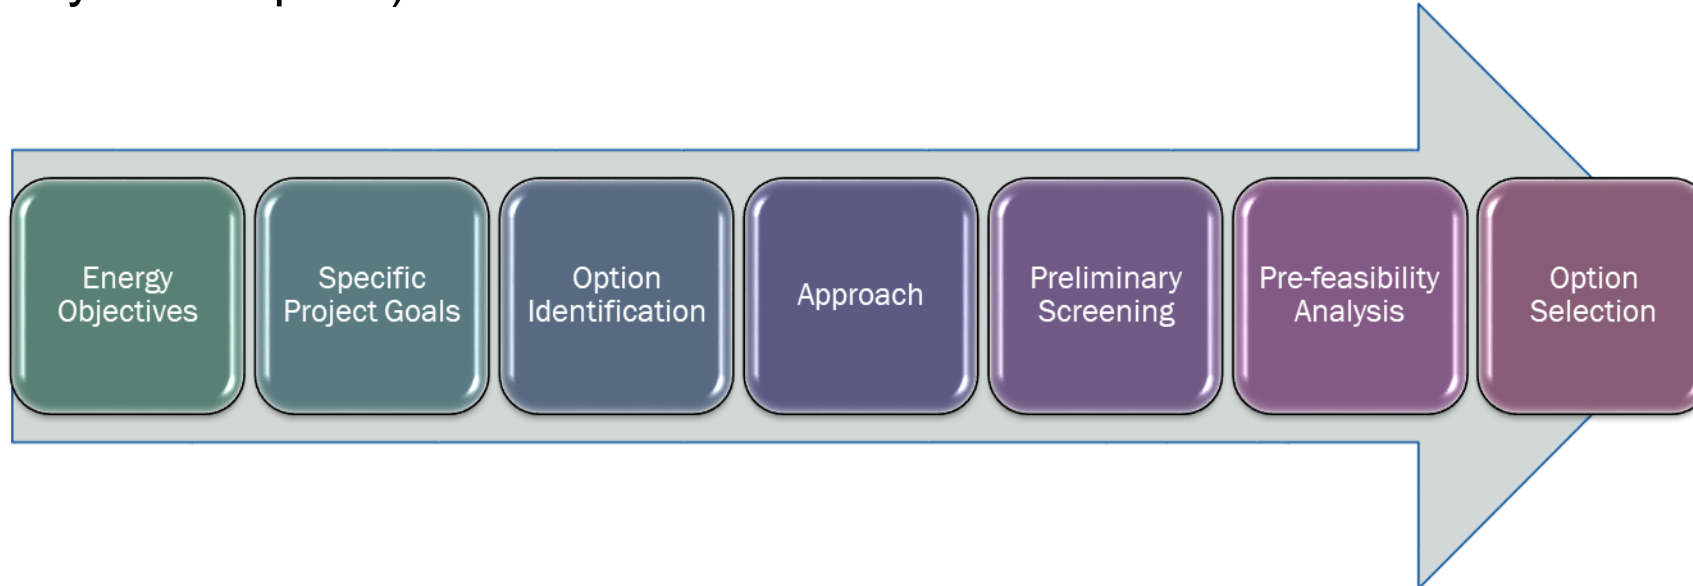 Energy
Objectives
Specific
Project Goals
Option
Identification
Approach
Preliminary
Screening
Pre-feasibility
Analysis
Option
Selection